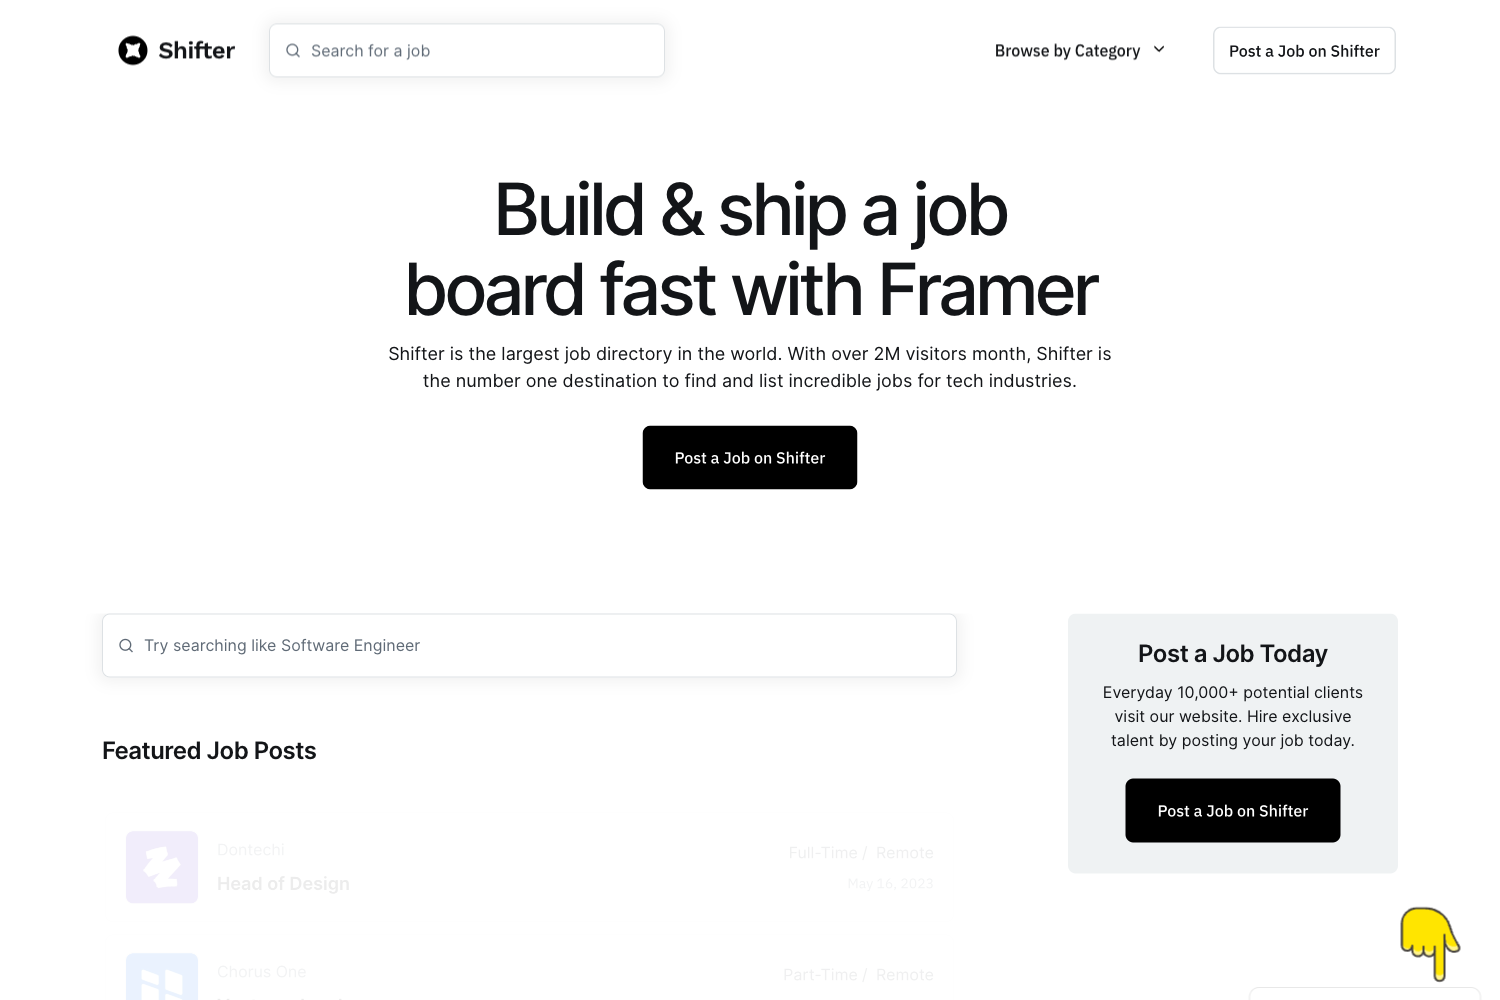 Shifter
Search for a job
Browse by Category
Post a Job on Shifter
Build & ship a job
board fast with Framer
Shifter is the largest job directory in the world. With over 2M visitors month, Shifter is
the number one destination to find and list incredible jobs for tech industries.
Post a Job on Shifter
Try searching like Software Engineer
Featured Job Posts
Dontechi
Head of Design
Full-Time / Remote
May 16, 2023
Chorus One
Part-Time / Remote
Post a Job Today
Everyday 10,000+ potential clients
visit our website. Hire exclusive
talent by posting your job today.
Post a Job on Shifter